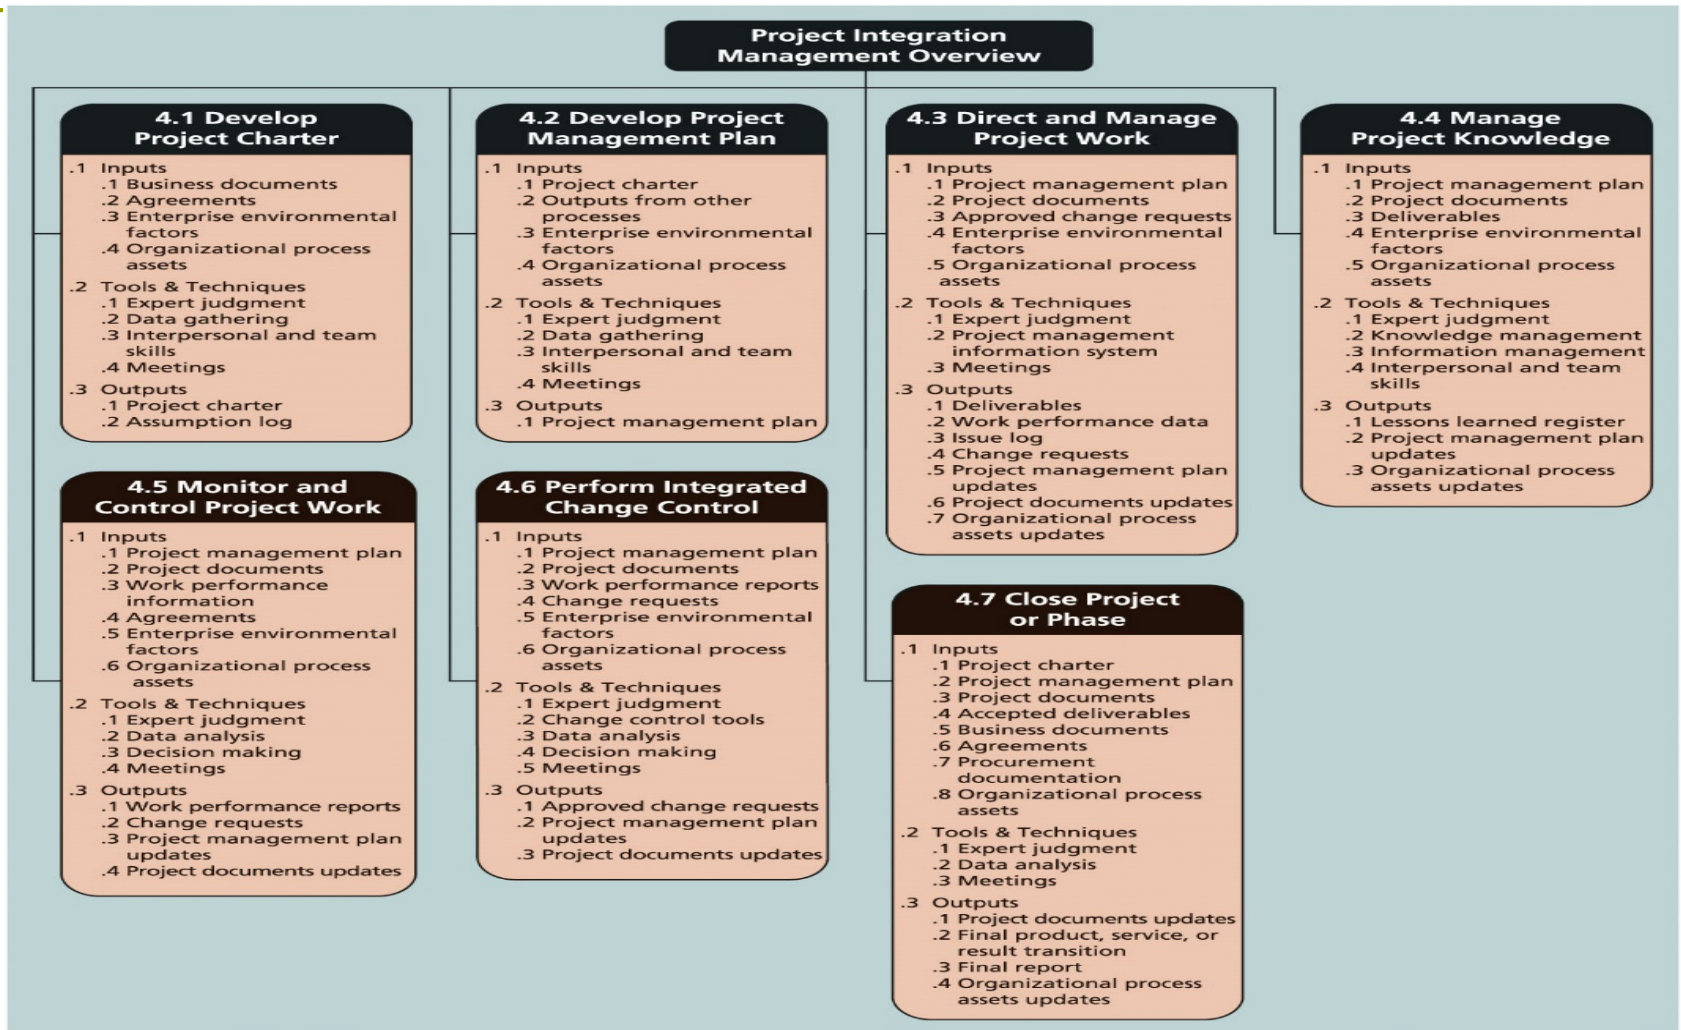 Project Integration
Management Overview
4.1 Develop
Project Charter
.1 Inputs
.1 Business documents
.2 Agreements
.3 Enterprise environmental
factors
.4 Organizational process
assets
.2 Tools & Techniques
.1 Expert judgment
.2 Data gathering
.3 Interpersonal and team
skills
.4 Meetings
.3 Outputs
.1 Project charter
.2 Assumption log
4.2 Develop Project
Management Plan
.1 Inputs
.1 Project charter
.2 Outputs from other
processes
.3 Enterprise environmental
factors
.4 Organizational process
assets
.2 Tools & Techniques
.1 Expert judgment
.2 Data gathering
.3 Interpersonal and team
skills
.4 Meetings
.3 Outputs
.1 Project management plan
4.3 Direct and Manage
Project Work
.1 Inputs
.1 Project management plan
.2 Project documents
.3 Approved change requests
.4 Enterprise environmental
factors
.5 Organizational process
assets
.2 Tools & Techniques
.1 Expert judgment
.2 Project management
information system
.3 Meetings
.3 Outputs
.1 Deliverables
.2 Work performance data
.3 Issue log
.4 Change requests
.5 Project management plan
updates
.6 Project documents updates
.7 Organizational process
assets updates
4.4 Manage
Project Knowledge
.1 Inputs
.1 Project management plan
.2 Project documents
.3 Deliverables
.4 Enterprise environmental
factors
.5 Organizational process
assets
.2 Tools & Techniques
.1 Expert judgment
.2 Knowledge management
.3 Information management
.4 Interpersonal and team
skills
.3 Outputs
.1 Lessons learned register
.2 Project management plan
updates
.3 Organizational process
assets updates
4.5 Monitor and
Control Project Work
.1 Inputs
.1 Project management plan
.2 Project documents
.3 Work performance
information
.4 Agreements
.5 Enterprise environmental
factors
.6 Organizational process
assets
.2 Tools & Techniques
.1 Expert judgment
.2 Data analysis
.3 Decision making
.4 Meetings
.3 Outputs
.1 Work performance reports
.2 Change requests
.3 Project management plan
updates
.4 Project documents updates
4.6 Perform Integrated
Change Control
.1 Inputs
.1 Project management plan
.2 Project documents
.3 Work performance reports
.4 Change requests
.5 Enterprise environmental
factors
.6 Organizational process
assets
.2 Tools & Techniques
.1 Expert judgment
.2 Change control tools
.3 Data analysis
.4 Decision making
.5 Meetings
.3 Outputs
.1 Approved change requests
.2 Project management plan
updates
.3 Project documents updates
4.7 Close Project
or Phase
.1 Inputs
.1 Project charter
.2 Project management plan
.3 Project documents
.4 Accepted deliverables
.5 Business documents
.6 Agreements
.7 Procurement
documentation
.8 Organizational process
assets
.2 Tools & Techniques
.1 Expert judgment
.2 Data analysis
.3 Meetings
.3 Outputs
.1 Project documents updates
.2 Final product, service, or
result transition
.3 Final report
.4 Organizational process
assets updates